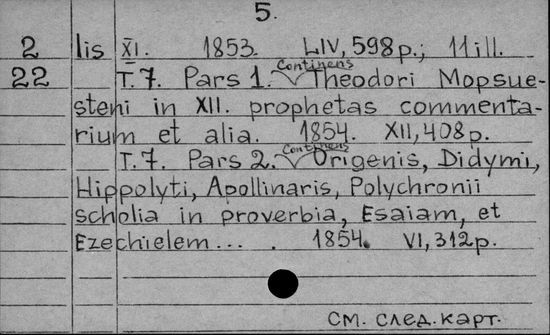 5.
2 lis XI. 1853. LIV, 598 p.; 11 ill.
22 T. 7. Pars 1. Continens Theodori Mopsue-
steni in XII. prophetas commenta-
rium et alia. 1854. XII, 408 p.
T. 7. Pars 2. Continens Origenis, Didymi,
Hippolyti, Apollinaris, Polychronii
scholia in proverbia, Esaiam, et
Ezechielem... . 1854. VI, 312 p.
см. след. карт.